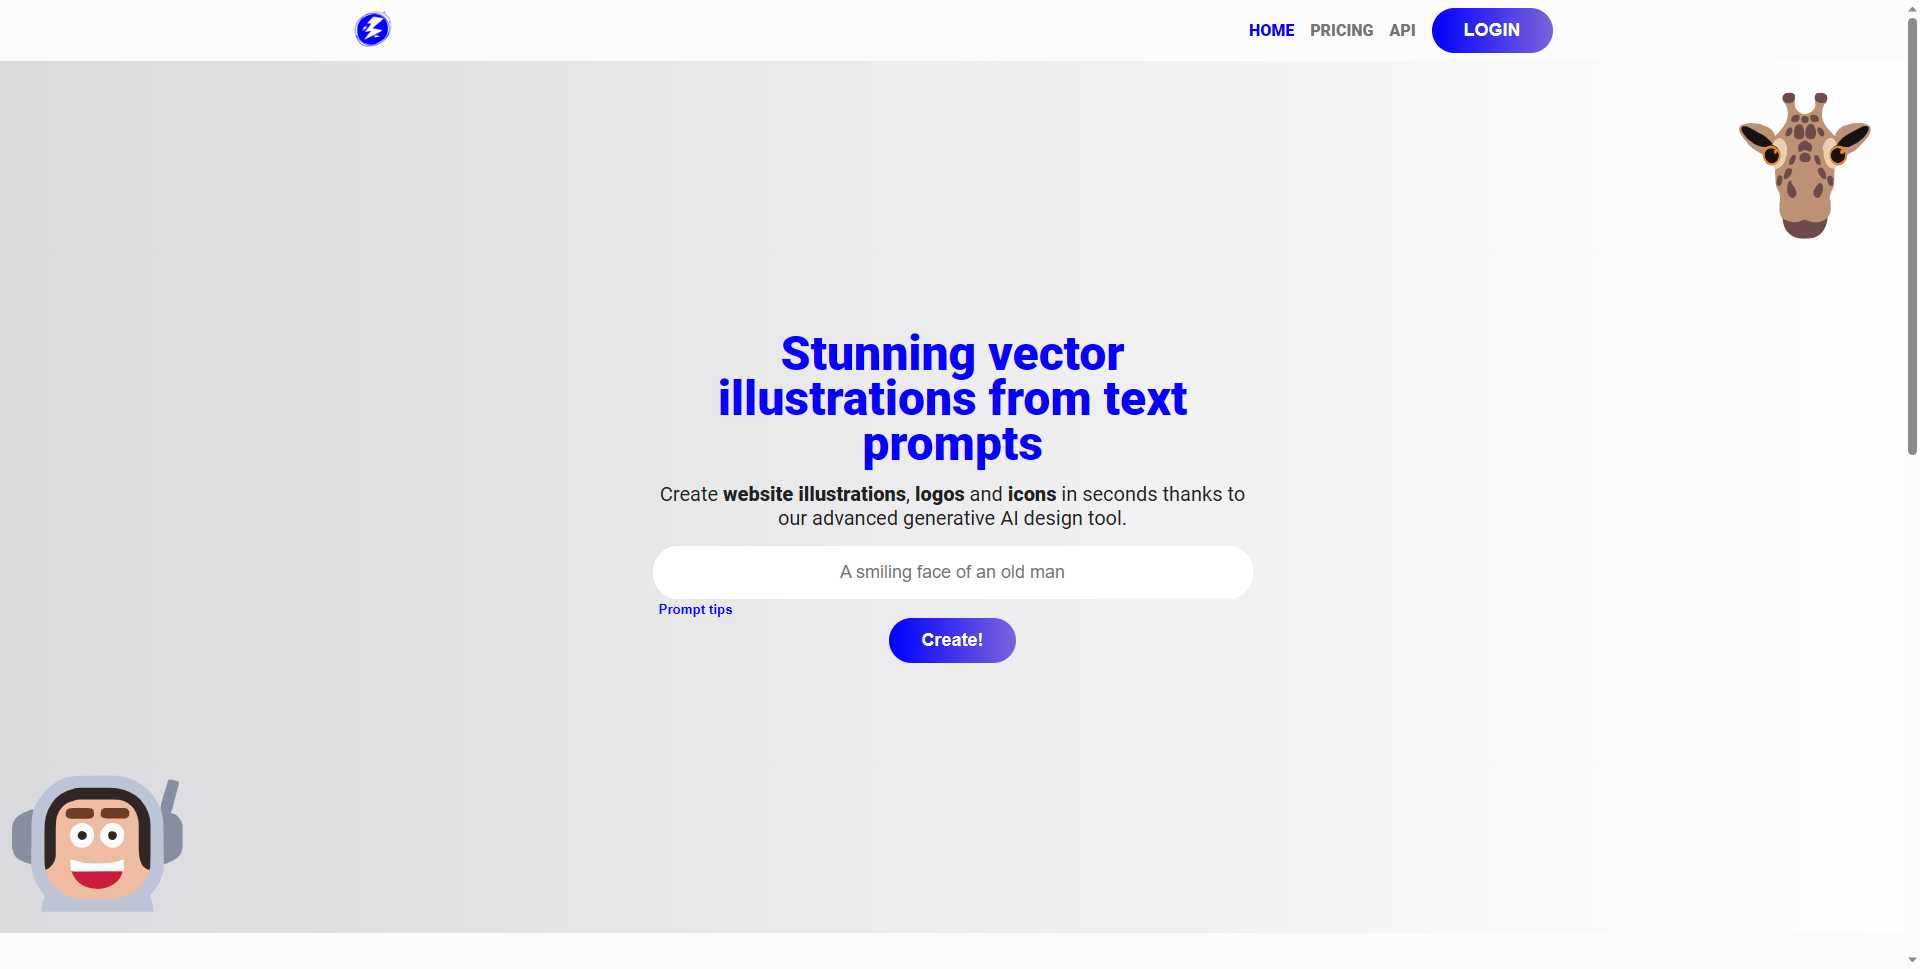 HOME PRICING API LOGIN
Stunning vector
illustrations from text
prompts
Create website illustrations, logos and icons in seconds thanks to
our advanced generative AI design tool.
A smiling face of an old man
Prompt tips
Create!